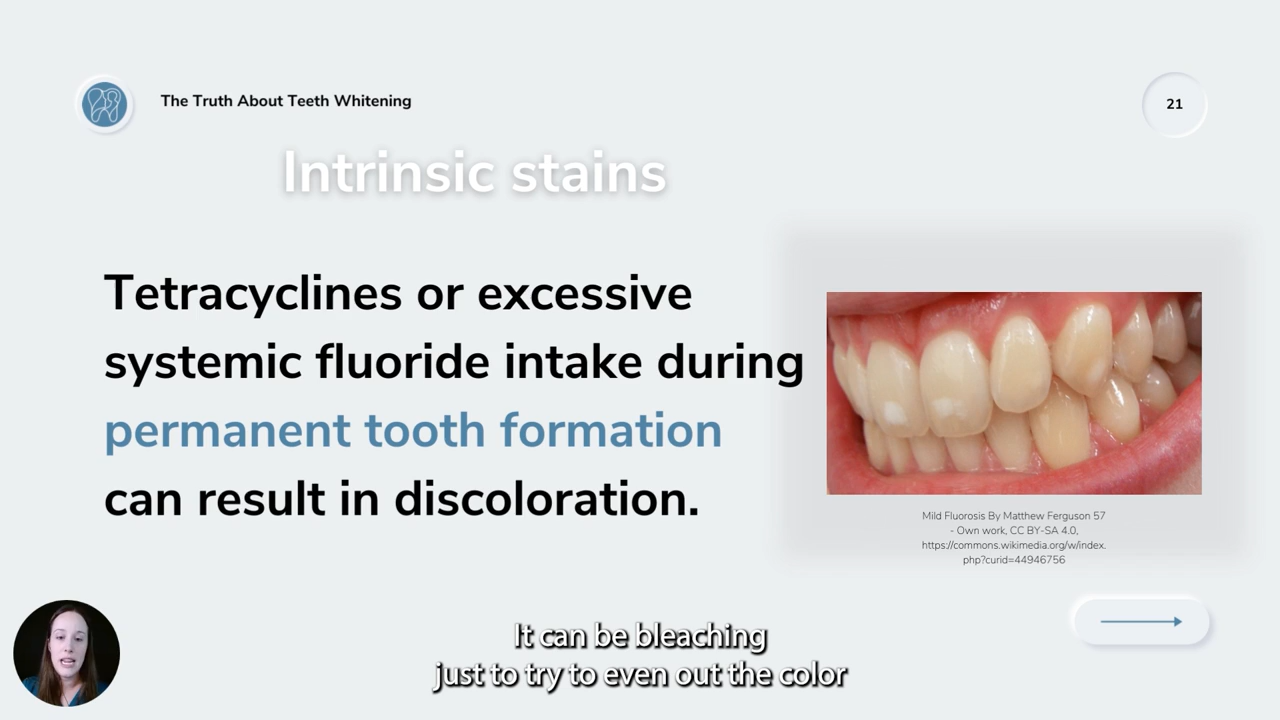 The Truth About Teeth Whitening
21
Intrinsic stains
Tetracyclines or excessive
systemic fluoride intake during
permanent tooth formation
can result in discoloration.
Mild Fluorosis By Matthew Ferguson 57
- Own work, CC BY-SA 4.0,
https://commons.wikimedia.org/w/index.
php?curid=44946756
It can be bleaching
just to try to even out the color